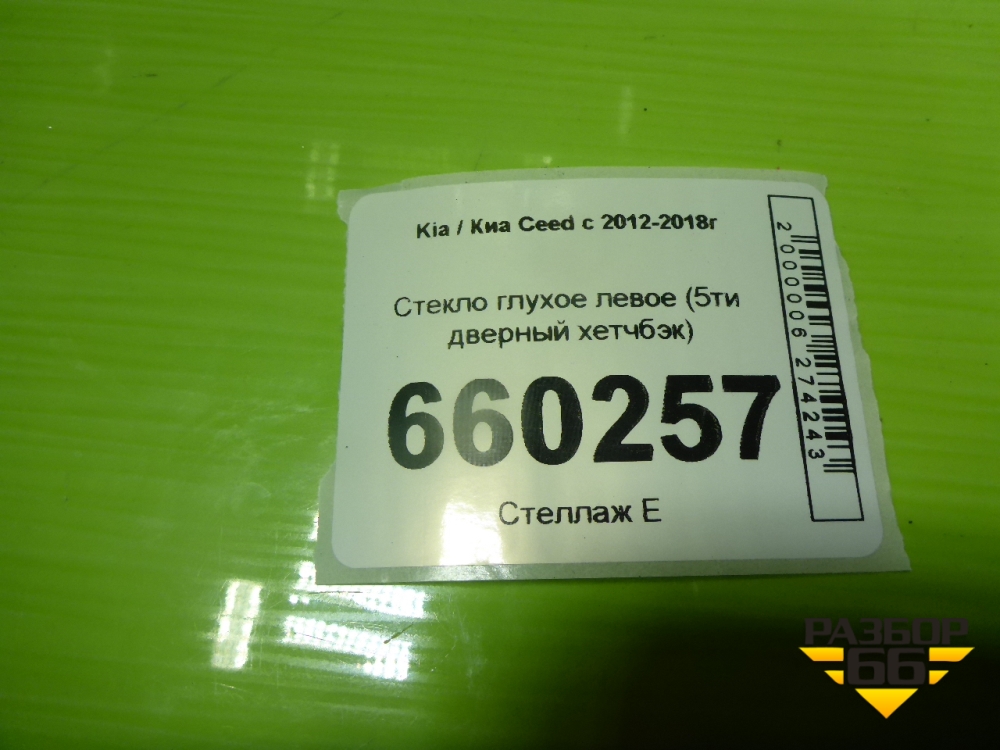 Kia / Киа Ceed с 2012-2018г
Стекло глухое левое (5ти
дверный хетчбэк)
660257
Стеллаж Е
2000006274243
РАЗБОР
66